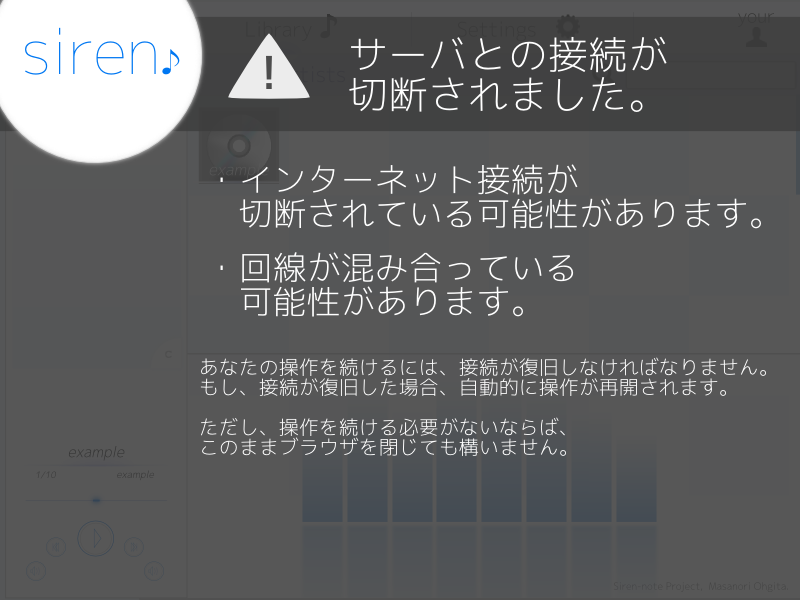 siren♪
Library
Settings
your
サーバとの接続が
切断されました。
Lists
example
・インターネット接続が
切断されている可能性があります。
・回線が混み合っている
可能性があります。
あなたの操作を続けるには、接続が復旧しなければなりません。
もし、接続が復旧した場合、自動的に操作が再開されます。
ただし、操作を続ける必要がないならば、
このままブラウザを閉じても構いません。
example
1/10 example
Siren-note Project, Masanori Ohgita.